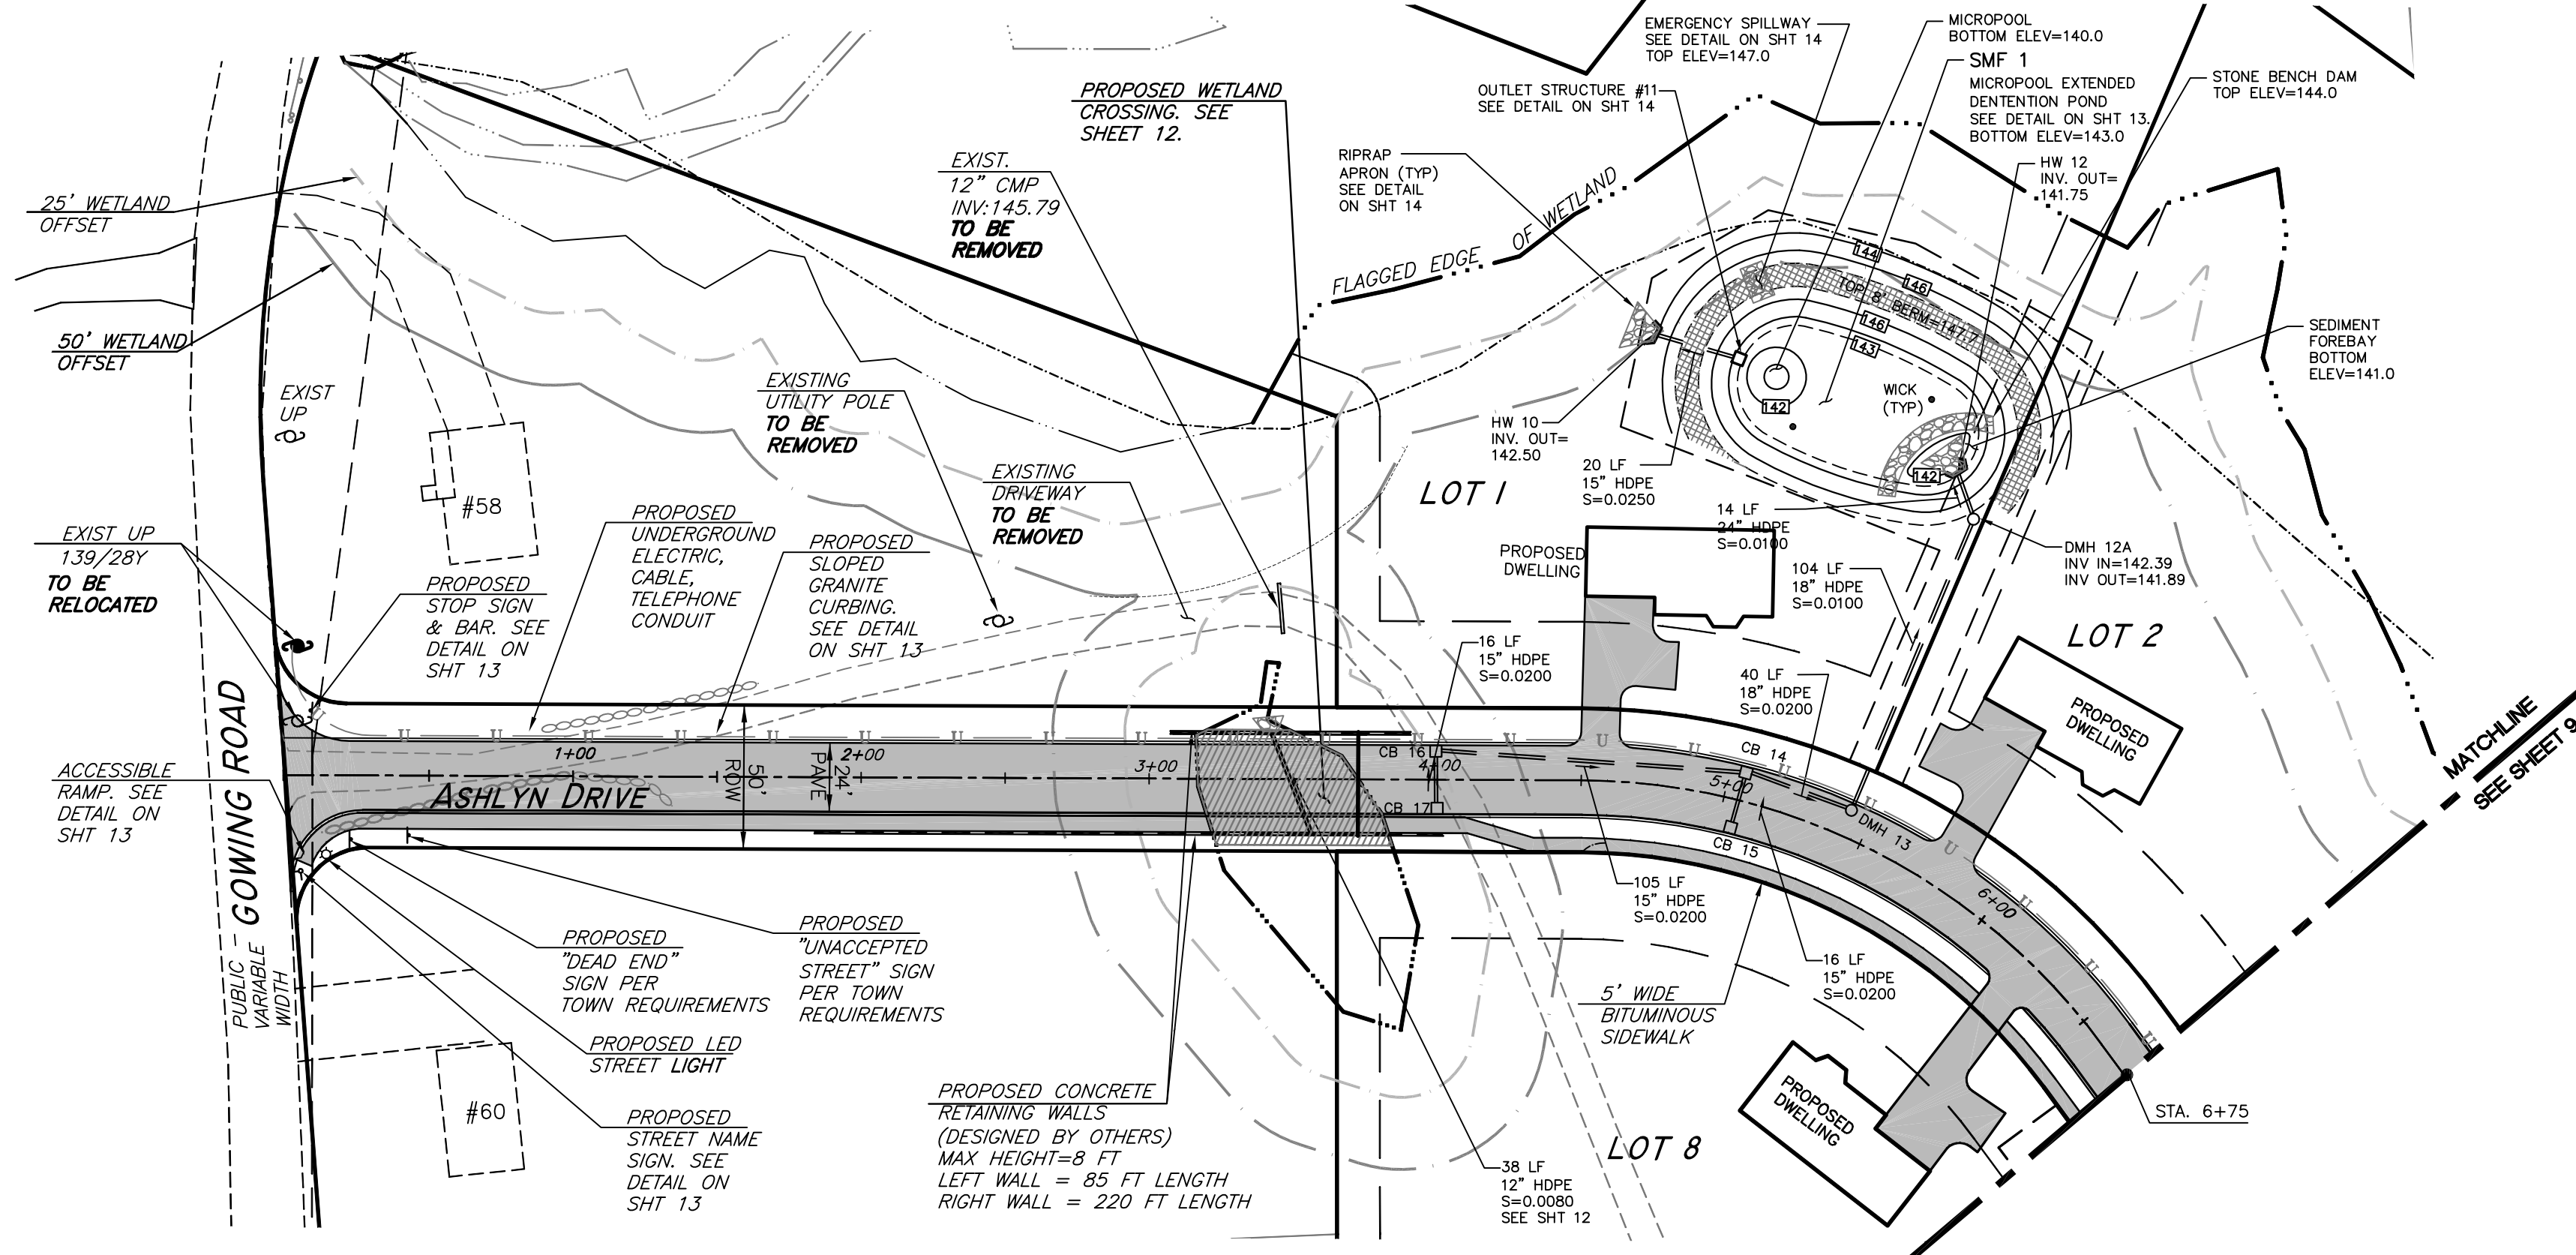 EMERGENCY SPILLWAY
SEE DETAIL ON SHT 14
TOP ELEV=147.0
MICROPOOL
BOTTOM ELEV=140.0
SMF 1
MICROPOOL EXTENDED
DENTENTION POND
SEE DETAIL ON SHT 13.
BOTTOM ELEV=143.0
STONE BENCH DAM
TOP ELEV=144.0
OUTLET STRUCTURE #11
SEE DETAIL ON SHT 14
PROPOSED WETLAND
CROSSING. SEE
SHEET 12.
RIPRAP
APRON (TYP)
SEE DETAIL
ON SHT 14
HW 12
INV. OUT=
141.75
EXIST.
12" CMP
INV:145.79
TO BE
REMOVED
25' WETLAND
OFFSET
50' WETLAND
OFFSET
FLAGGED EDGE OF WETLAND
144
146
TOP 8' BERM=147.7
146
143
142
WICK
(TYP)
142
SEDIMENT
FOREBAY
BOTTOM
ELEV=141.0
EXIST
UP
EXISTING
UTILITY POLE
TO BE
REMOVED
EXISTING
DRIVEWAY
TO BE
REMOVED
HW 10
INV. OUT=
142.50
20 LF
15" HDPE
S=0.0250
LOT 1
14 LF
24" HDPE
S=0.0100
#58
EXIST UP
139/28Y
TO BE
RELOCATED
PROPOSED
STOP SIGN
& BAR. SEE
DETAIL ON
SHT 13
PROPOSED
UNDERGROUND
ELECTRIC,
CABLE,
TELEPHONE
CONDUIT
PROPOSED
SLOPED
GRANITE
CURBING.
SEE DETAIL
ON SHT 13
PROPOSED
DWELLING
104 LF
18" HDPE
S=0.0100
DMH 12A
INV IN=142.39
INV OUT=141.89
LOT 2
16 LF
15" HDPE
S=0.0200
40 LF
18" HDPE
S=0.0200
PROPOSED
DWELLING
MATCHLINE
SEE SHEET 9
U
U U U U U U U U U U U U U U U U U U U U
1+00
2+00
3+00
4+00
5+00
6+00
50'
ROW
24'
PAVE
CB 16
CB 17
CB 14
CB 15
DMH 13
ASHLYN DRIVE
ACCESSIBLE
RAMP. SEE
DETAIL ON
SHT 13
GOWING ROAD
PUBLIC - VARIABLE
WIDTH
105 LF
15" HDPE
S=0.0200
16 LF
15" HDPE
S=0.0200
5' WIDE
BITUMINOUS
SIDEWALK
PROPOSED
"DEAD END"
SIGN PER
TOWN REQUIREMENTS
PROPOSED
"UNACCEPTED
STREET" SIGN
PER TOWN
REQUIREMENTS
PROPOSED LED
STREET LIGHT
#60
PROPOSED
STREET NAME
SIGN. SEE
DETAIL ON
SHT 13
PROPOSED CONCRETE
RETAINING WALLS
(DESIGNED BY OTHERS)
MAX HEIGHT=8 FT
LEFT WALL = 85 FT LENGTH
RIGHT WALL = 220 FT LENGTH
38 LF
12" HDPE
S=0.0080
SEE SHT 12
LOT 8
PROPOSED
DWELLING
STA. 6+75